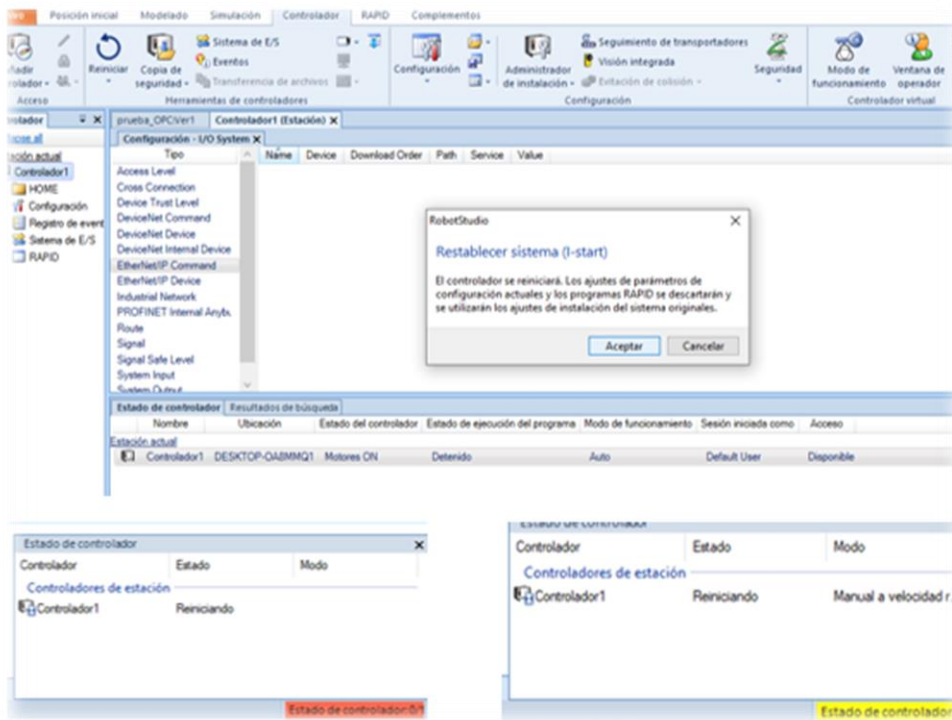 Posición inicial Modelado Simulación Controlador RAPID Complementos
Sistema de E/S
Eventos
Transferencia de archivos
Reiniciar Copia de
seguridad
Configuración
Administrador
de instalación
Seguimiento de transportadores
Visión integrada
Evitación de colisión
Seguridad
Modo de
funcionamiento
Ventana de
operador
Acceso Herramientas de controladores Configuración Controlador virtual
prueba_OPCiVer1 Controlador1 (Estación)
Configuración - I/O System
Controlador1
HOME
Configuración
Registro de event
Sistema de E/S
RAPID
Tipo Name Device Download Order Path Service Value
Access Level
Cross Connection
Device Trust Level
DeviceNet Command
DeviceNet Device
DeviceNet Internal Device
EtherNet/IP Command
EtherNet/IP Device
Industrial Network
PROFINET Internal Anybu
Route
Signal
Signal Safe Level
System Input
System Output
RobotStudio
Restablecer sistema (I-start)
El controlador se reiniciará. Los ajustes de parámetros de
configuración actuales y los programas RAPID se descartarán y
se utilizarán los ajustes de instalación del sistema originales.
Aceptar Cancelar
Estado de controlador Resultados de búsqueda
Nombre Ubicación Estado del controlador Estado de ejecución del programa Modo de funcionamiento Sesión iniciada como Acceso
Estación actual
Controlador1 DESKTOP-OA8MMQ1 Motores ON Detenido Auto Default User Disponible
Estado de controlador
Controlador Estado Modo
Controladores de estación
Controlador1 Reiniciando
Estado de controlador: 0/1
Estado de controlador
Controlador Estado Modo
Controladores de estación
Controlador1 Reiniciando Manual a velocidad r
Estado de controlador